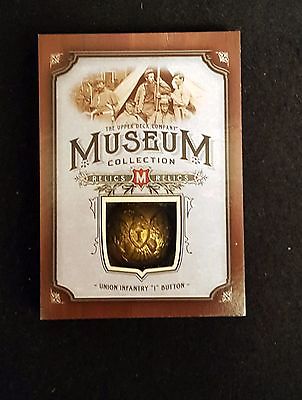 THE UPPER DECK COMPANY
MUSEUM
COLLECTION
RELICS M RELICS
~ UNION INFANTRY "I" BUTTON ~